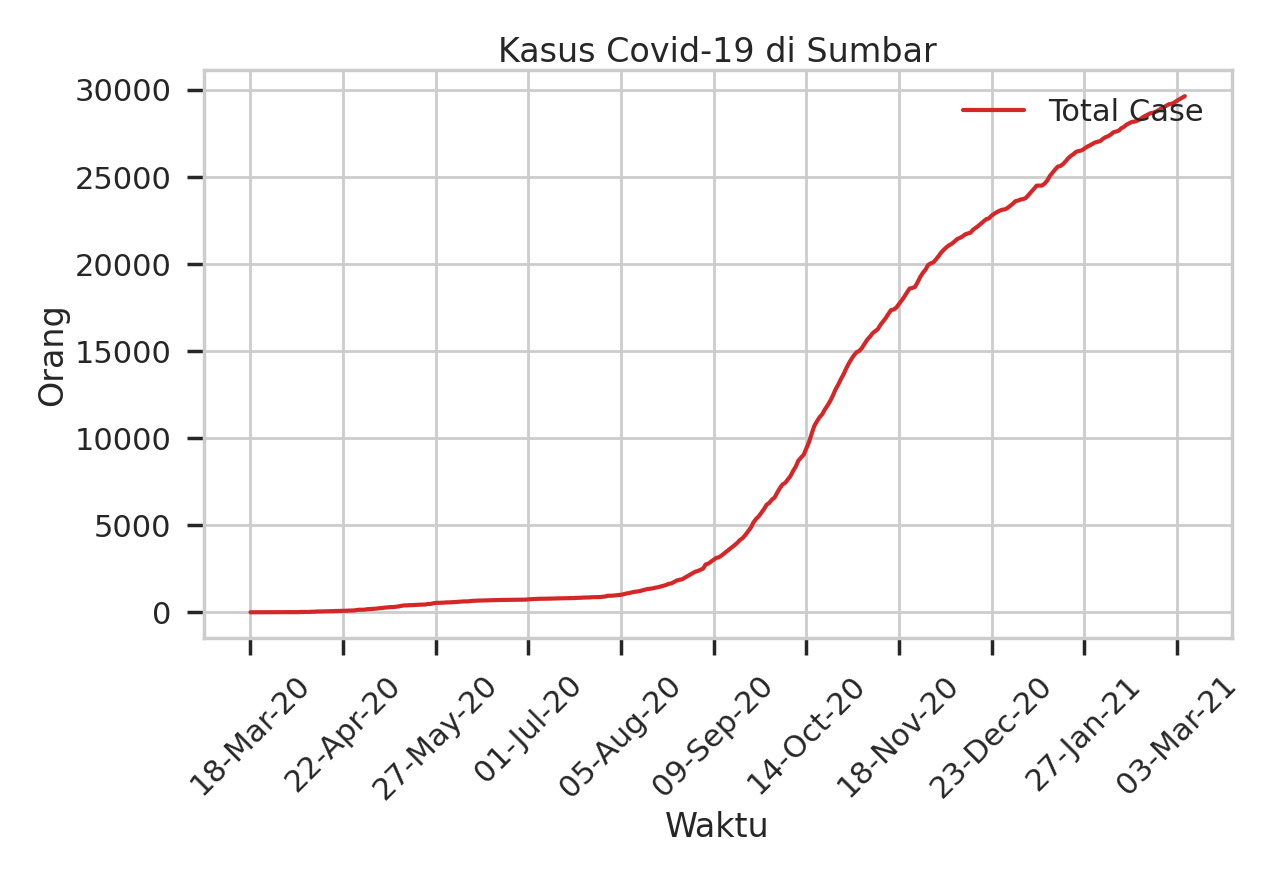 Kasus Covid-19 di Sumbar
Total Case
30000
25000
20000
15000
10000
5000
0
Orang
18-Mar-20
22-Apr-20
27-May-20
01-Jul-20
05-Aug-20
09-Sep-20
14-Oct-20
18-Nov-20
23-Dec-20
27-Jan-21
03-Mar-21
Waktu